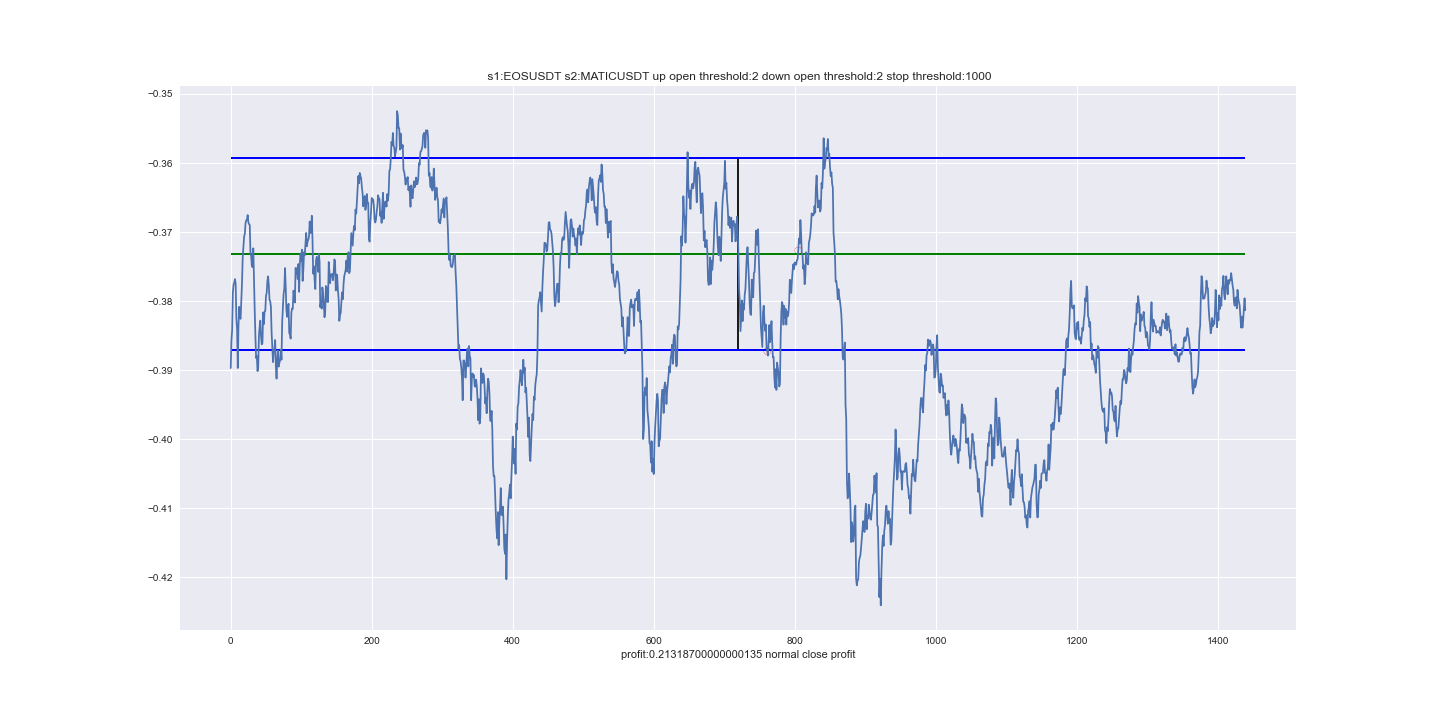 s1:EOSUSDT s2:MATICUSDT up open threshold:2 down open threshold:2 stop threshold:1000
−0.35
−0.36
−0.37
−0.38
−0.39
−0.40
−0.41
−0.42
0 200 400 600 800 1000 1200 1400
profit:0.21318700000000135 normal close profit